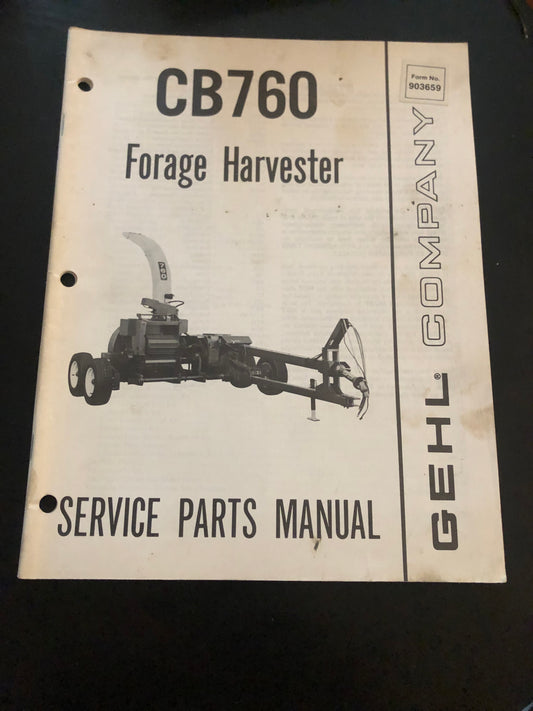 CB760
Forage Harvester
Form No.
903659
GEHL® COMPANY
SERVICE PARTS MANUAL